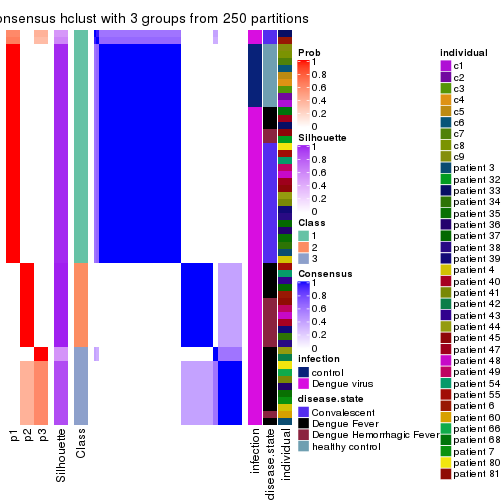 onsensus hclust with 3 groups from 250 partitions
p1
p2
p3
Silhouette
Class
infection
disease.state
individual
Prob
1
0.8
0.6
0.4
0.2
0
Silhouette
1
0.8
0.6
0.4
0.2
0
Class
1
2
3
Consensus
1
0.8
0.6
0.4
0.2
0
infection
control
Dengue virus
disease.state
Convalescent
Dengue Fever
Dengue Hemorrhagic Fever
healthy control
individual
c1
c2
c3
c4
c5
c6
c7
c8
c9
patient 3
patient 32
patient 33
patient 34
patient 35
patient 36
patient 37
patient 38
patient 39
patient 4
patient 40
patient 41
patient 42
patient 43
patient 44
patient 45
patient 47
patient 48
patient 49
patient 54
patient 55
patient 6
patient 60
patient 66
patient 68
patient 7
patient 80
patient 81